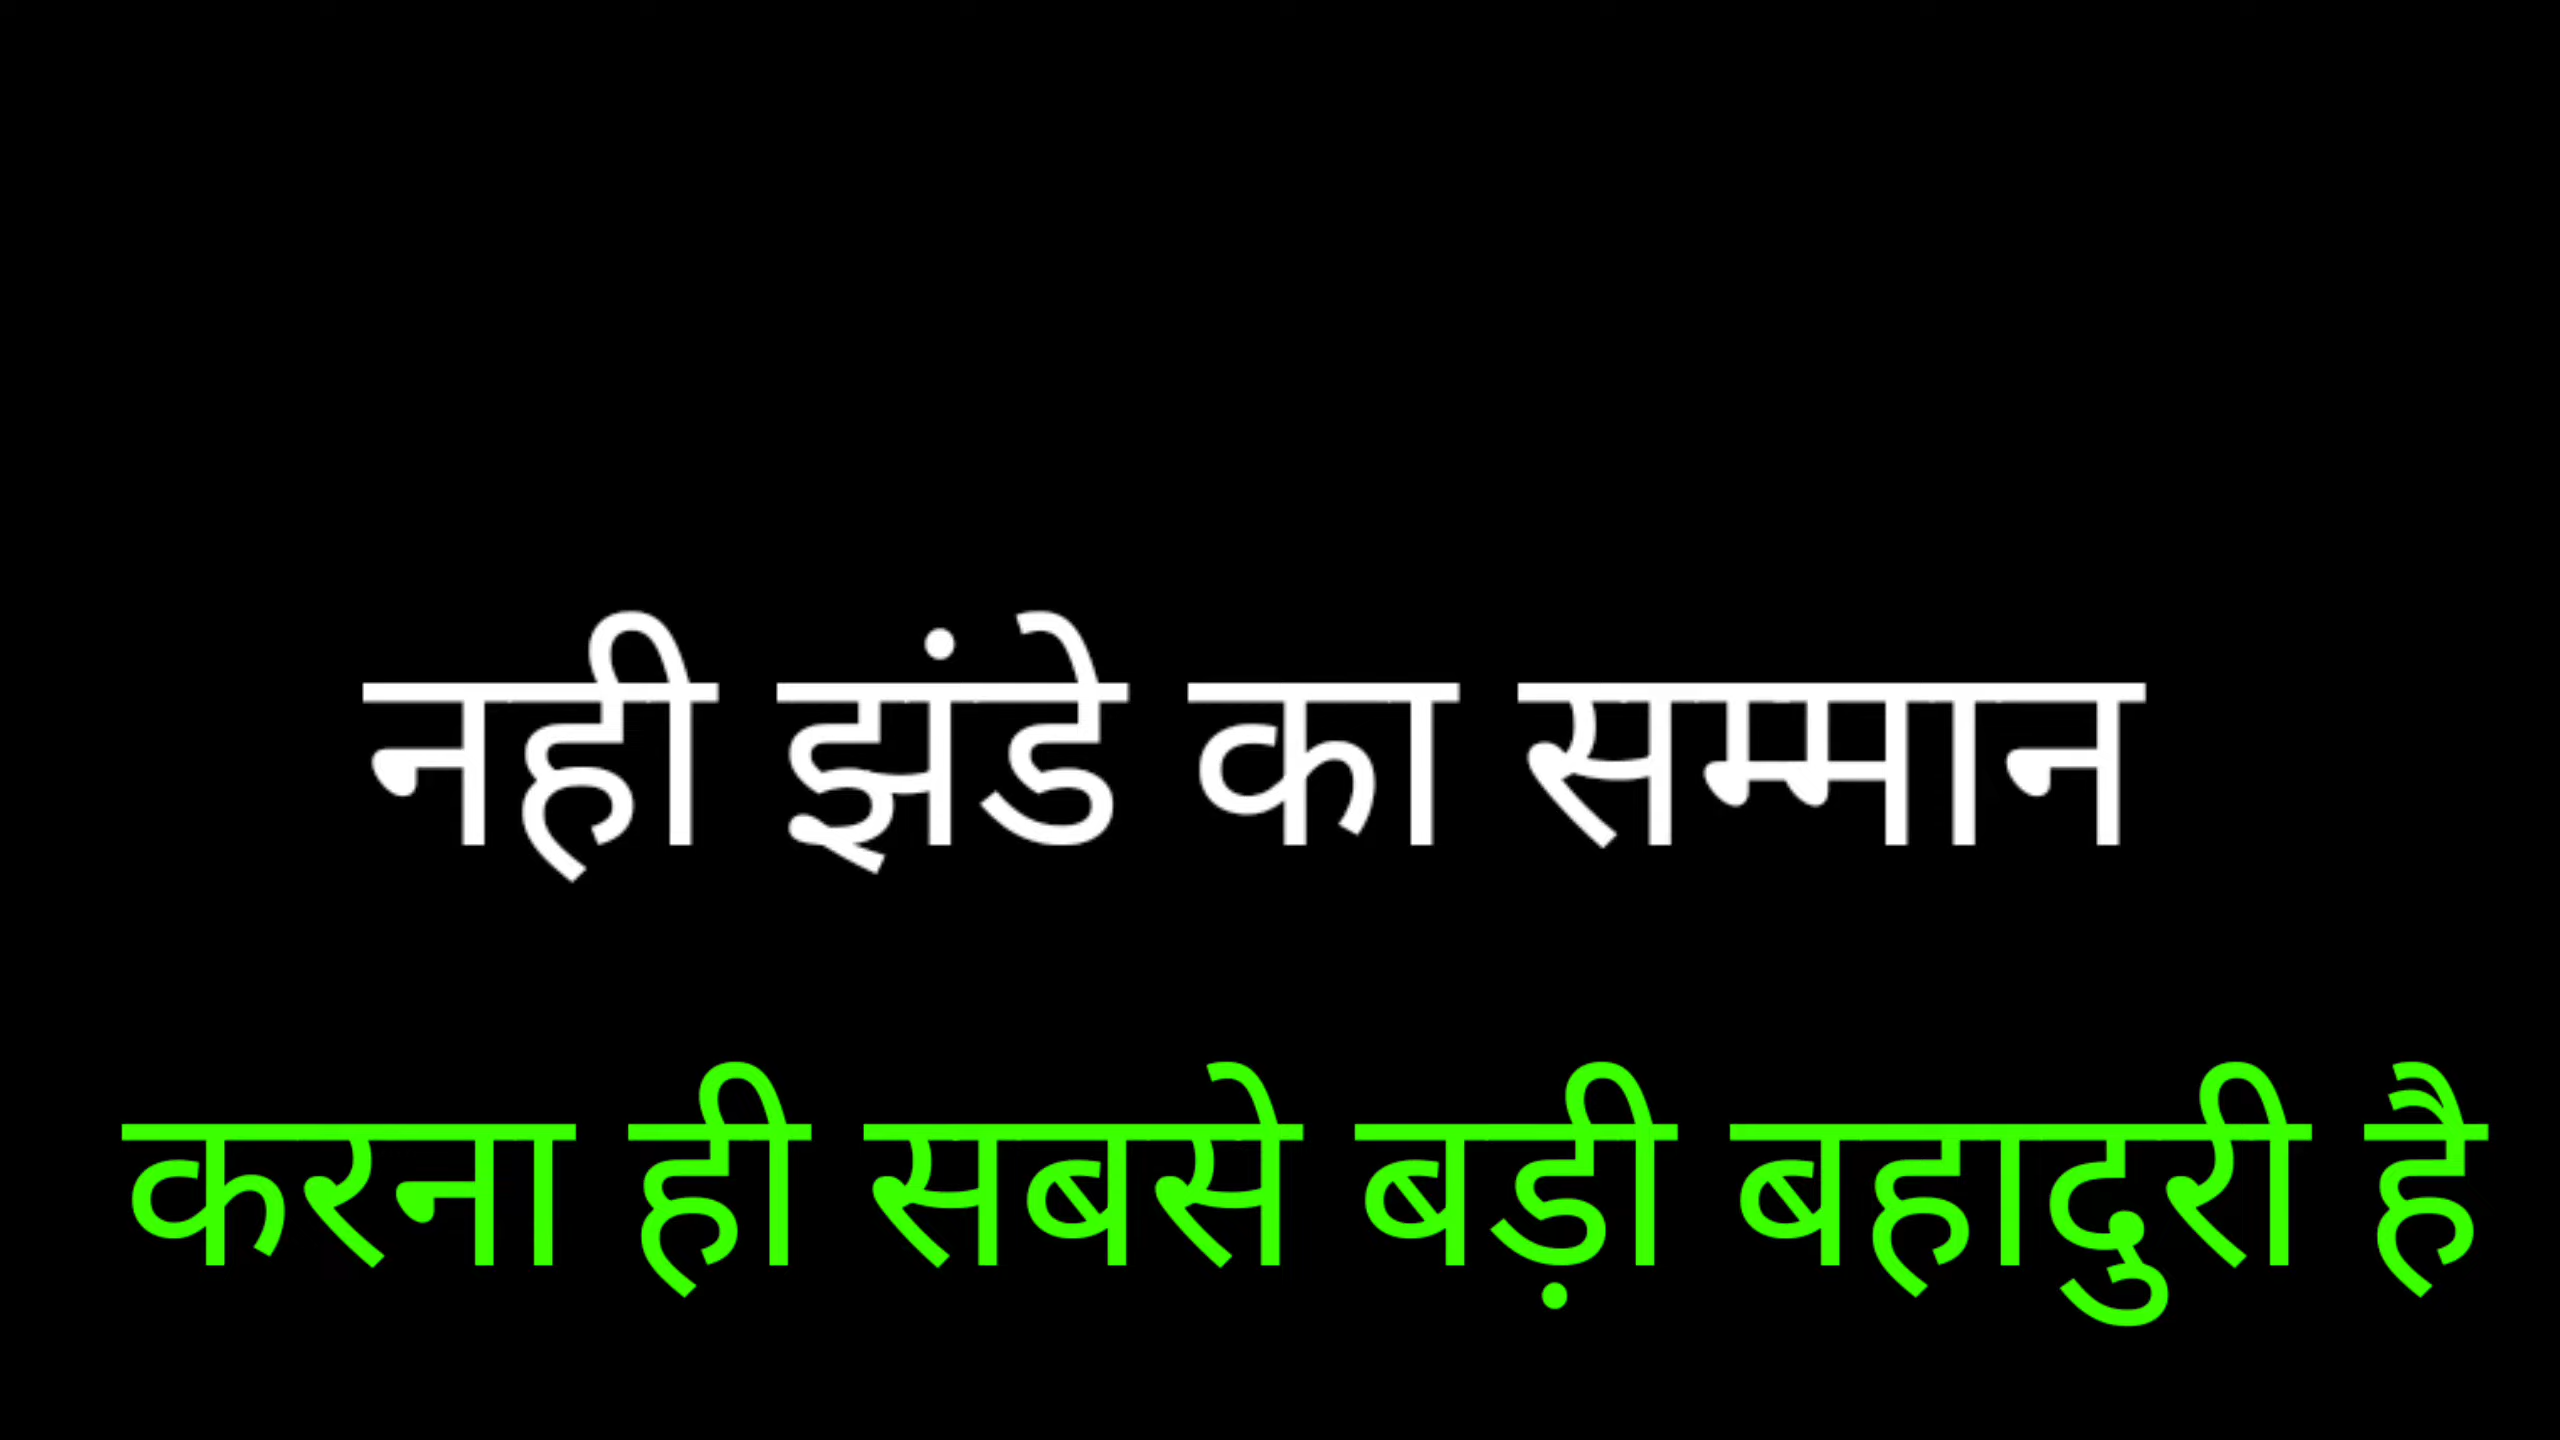 नही झंडे का सम्मान
करना ही सबसे बड़ी बहादुरी है